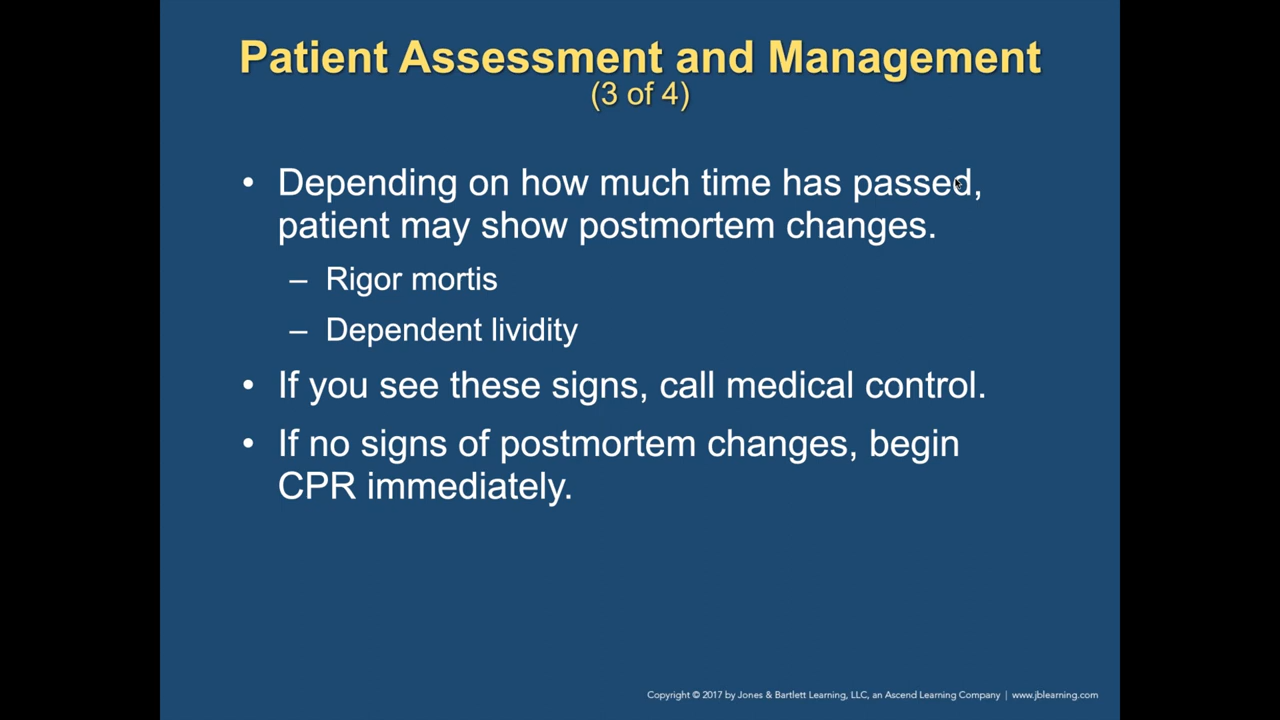 Patient Assessment and Management
(3 of 4)
• Depending on how much time has passed,
patient may show postmortem changes.
– Rigor mortis
– Dependent lividity
• If you see these signs, call medical control.
• If no signs of postmortem changes, begin
CPR immediately.
Copyright © 2017 by Jones & Bartlett Learning, LLC, an Ascend Learning Company | www.jblearning.com